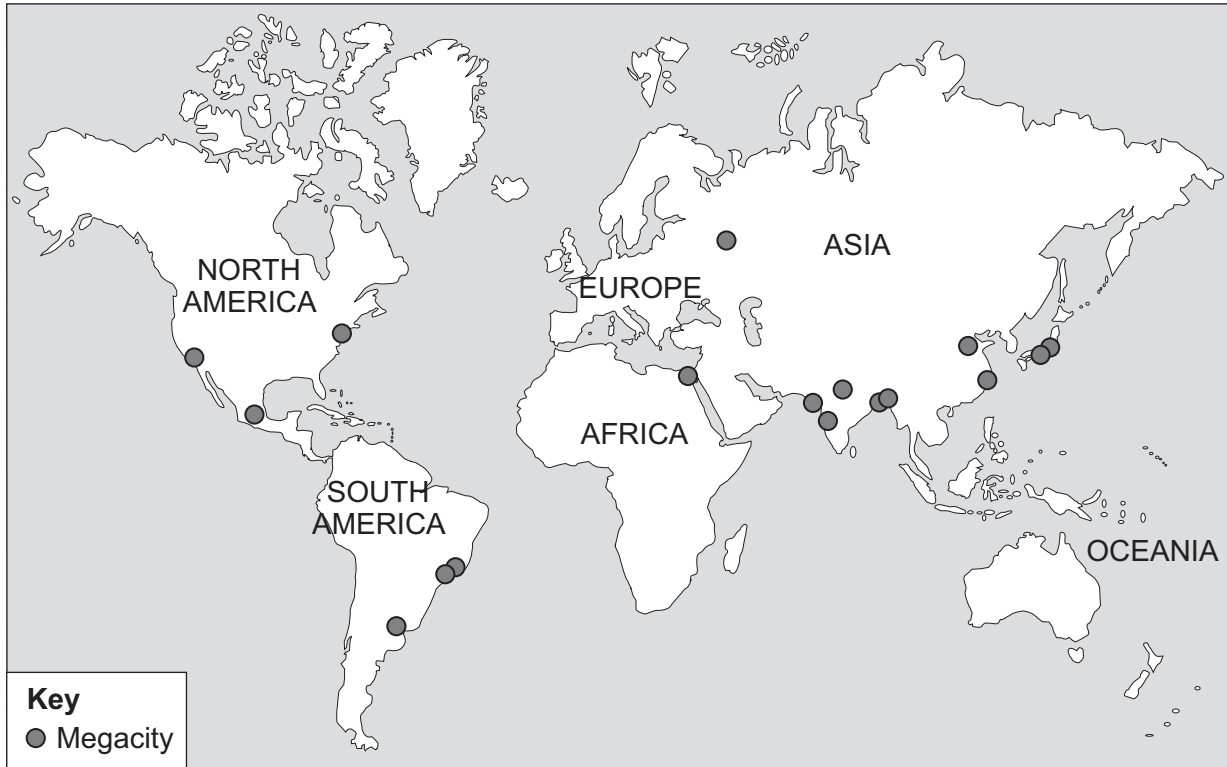 NORTH
AMERICA
EUROPE
ASIA
AFRICA
SOUTH
AMERICA
OCEANIA
Key
Megacity